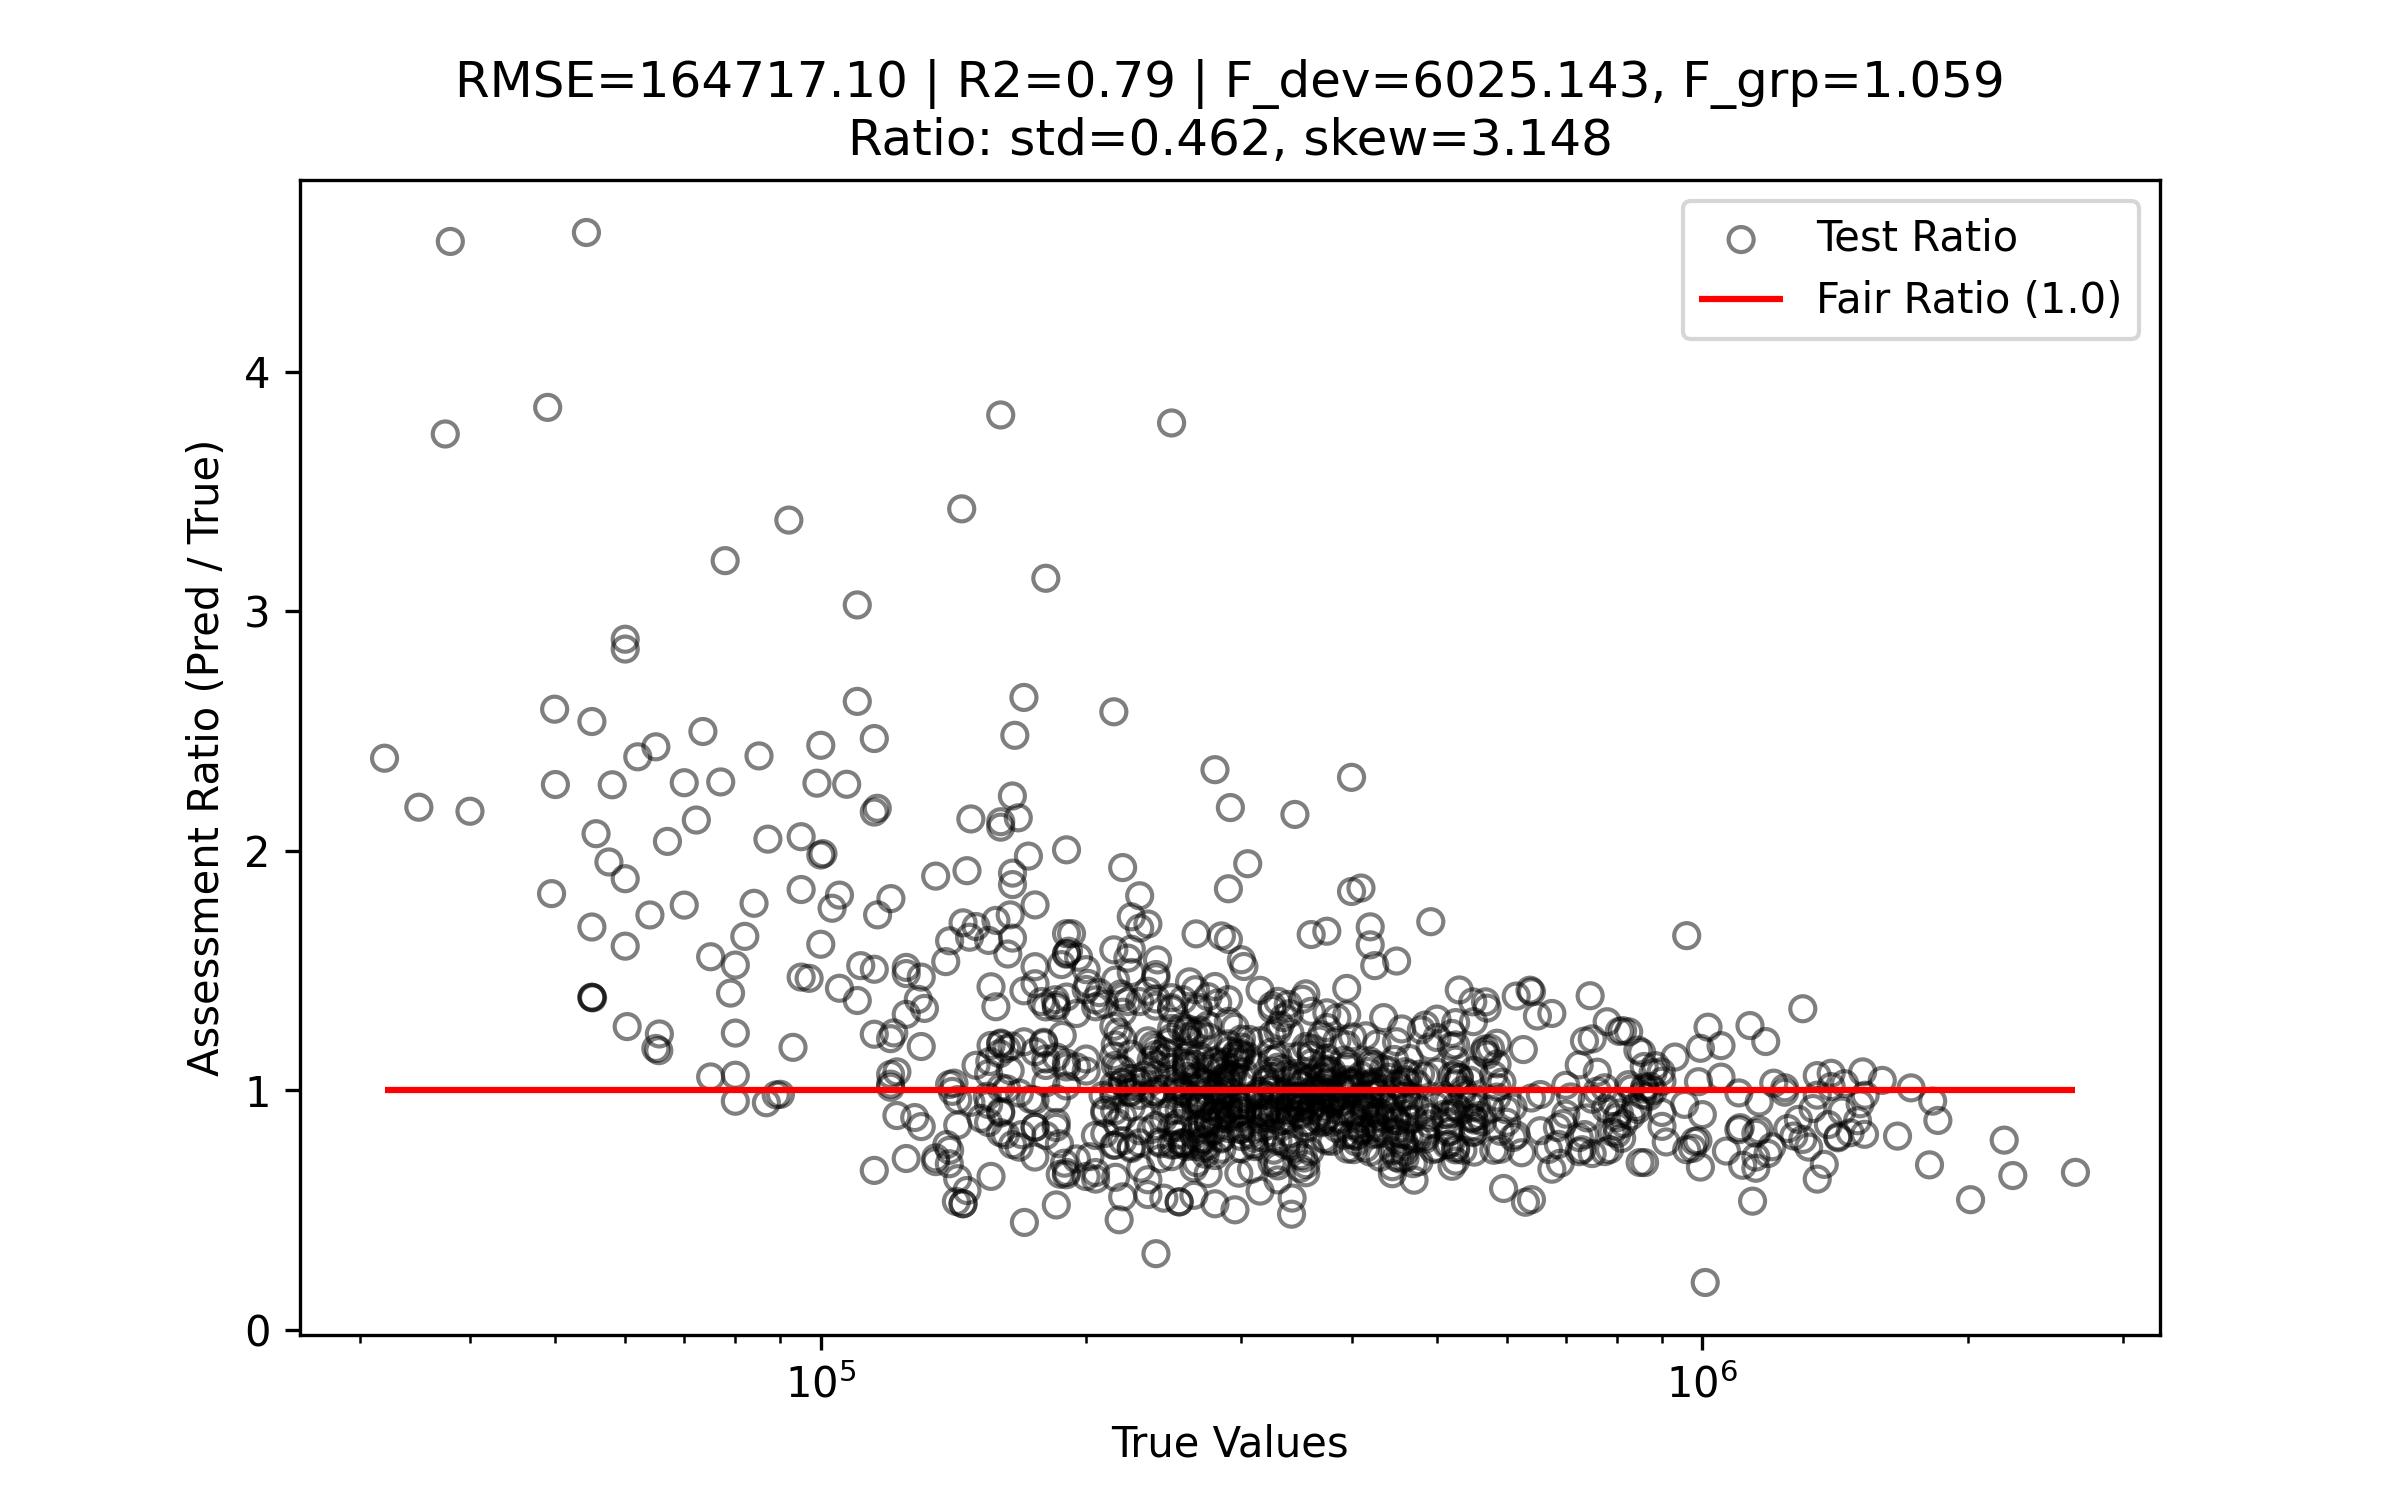 RMSE=164717.10 | R2=0.79 | F_dev=6025.143, F_grp=1.059
Ratio: std=0.462, skew=3.148
Test Ratio
Fair Ratio (1.0)
Assessment Ratio (Pred / True)
4
3
2
1
0
10⁵
10⁶
True Values